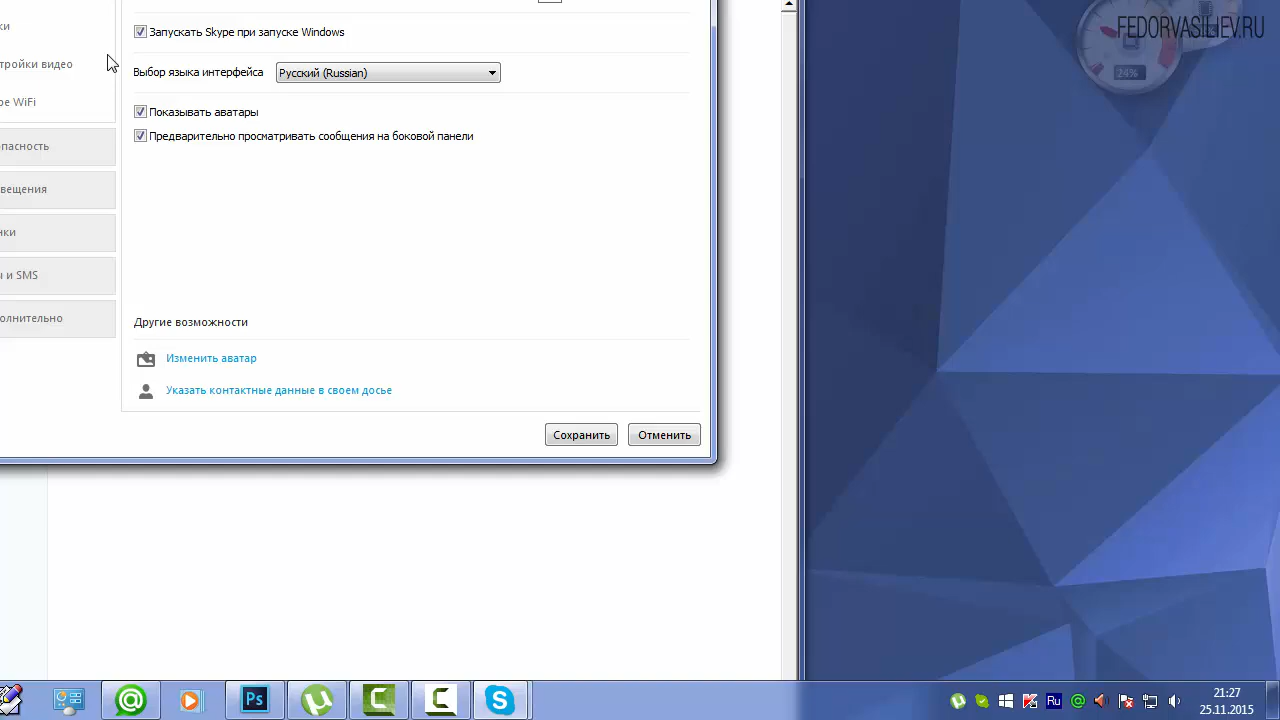 FEDORVASILIEV.RU
24%
ки
тройки видео
pe WiFi
пасность
вещения
нки
ы и SMS
олнительно
Запускать Skype при запуске Windows
Выбор языка интерфейса
Русский (Russian)
Показывать аватары
Предварительно просматривать сообщения на боковой панели
Другие возможности
Изменить аватар
Указать контактные данные в своем досье
Сохранить
Отменить
Ps
Ru
21:27
25.11.2015